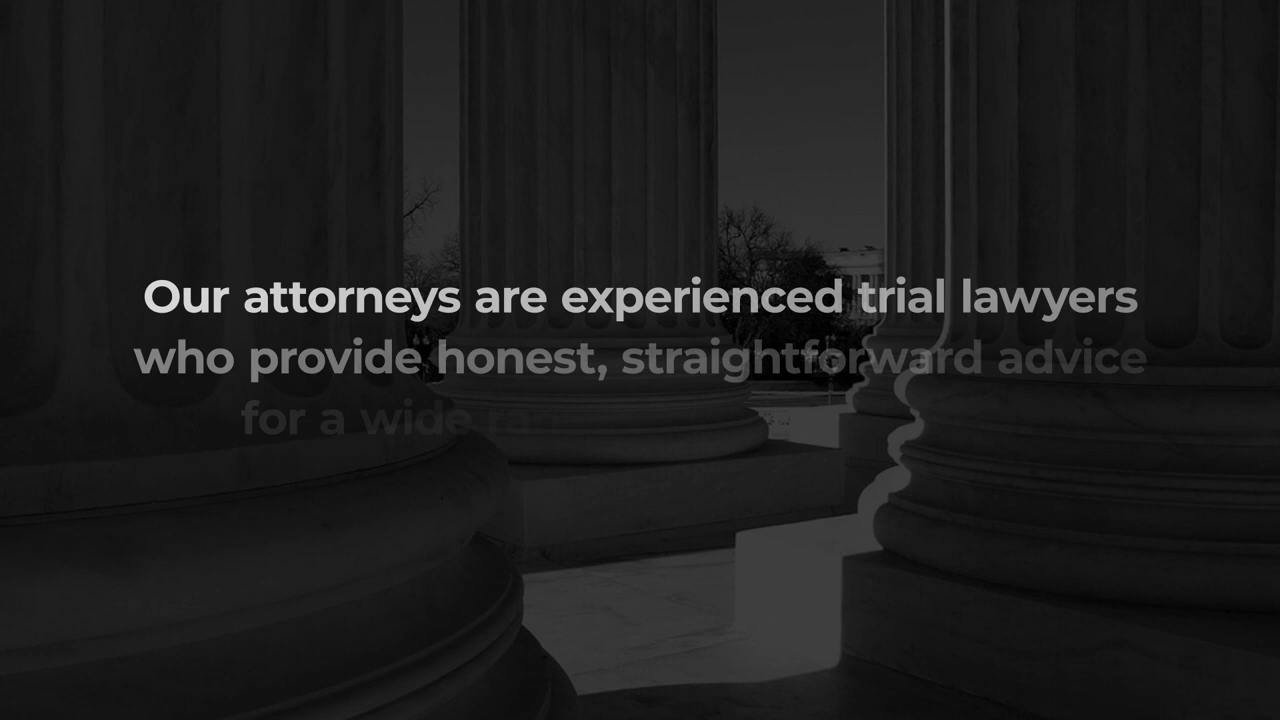 Our attorneys are experienced trial lawyers
who provide honest, straightforward advice
for a wide